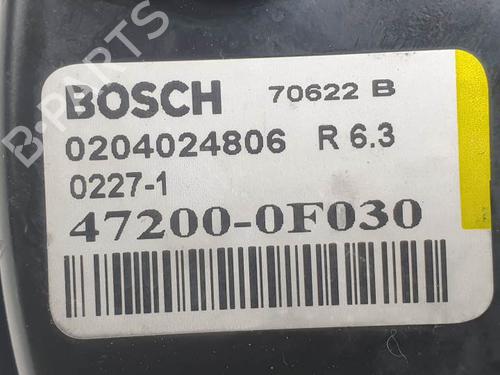 B-PARTS
BOSCH 70622 B
0204024806 R 6.3
0227-1
47200-0F030